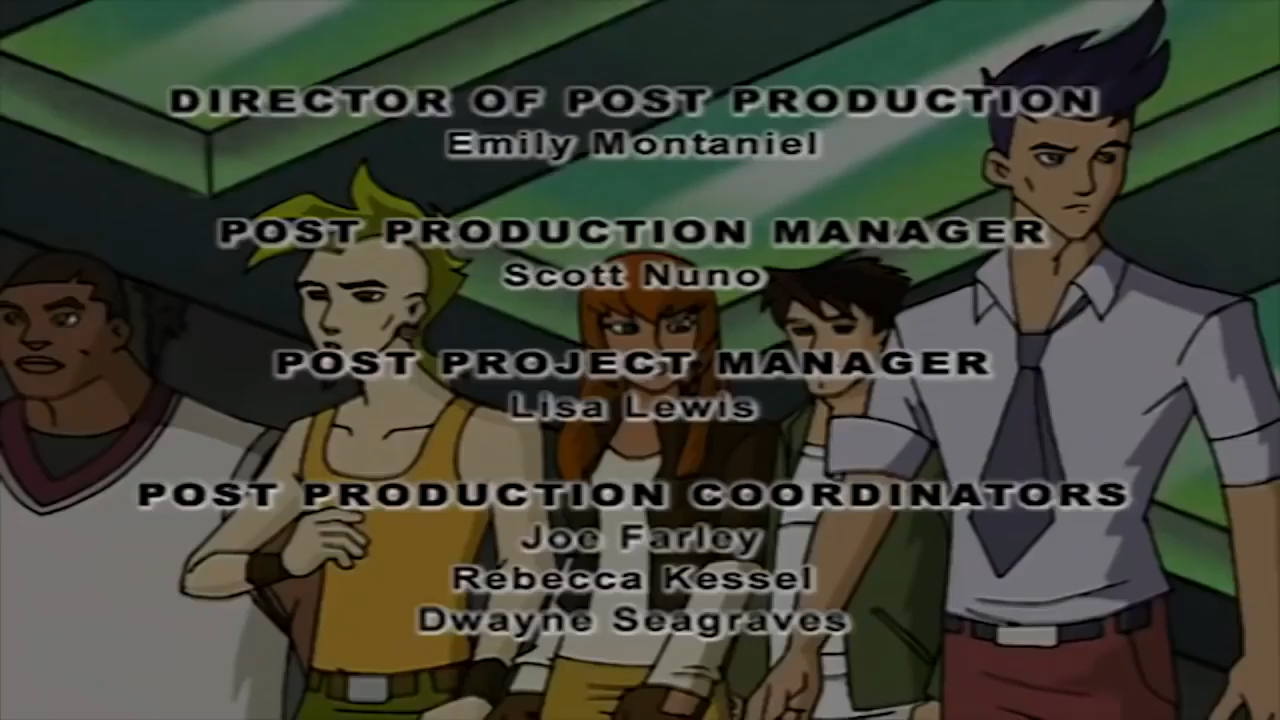 DIRECTOR OF POST PRODUCTION
Emily Montaniel
POST PRODUCTION MANAGER
Scott Nuno
POST PROJECT MANAGER
Lisa Lewis
POST PRODUCTION COORDINATORS
Joe Farley
Rebecca Kessel
Dwayne Seagraves